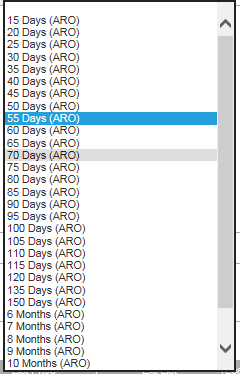 15 Days (ARO)
20 Days (ARO)
25 Days (ARO)
30 Days (ARO)
35 Days (ARO)
40 Days (ARO)
45 Days (ARO)
50 Days (ARO)
55 Days (ARO)
60 Days (ARO)
65 Days (ARO)
70 Days (ARO)
75 Days (ARO)
80 Days (ARO)
85 Days (ARO)
90 Days (ARO)
95 Days (ARO)
100 Days (ARO)
105 Days (ARO)
110 Days (ARO)
115 Days (ARO)
120 Days (ARO)
135 Days (ARO)
150 Days (ARO)
6 Months (ARO)
7 Months (ARO)
8 Months (ARO)
9 Months (ARO)
10 Months (ARO)